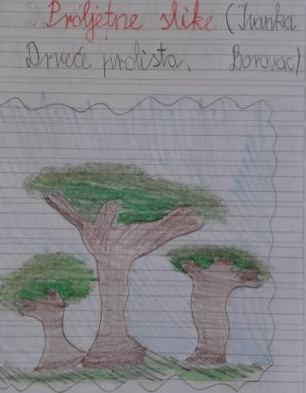 Proljetne slike (Ivanka
Drveće prolista. Borovac)